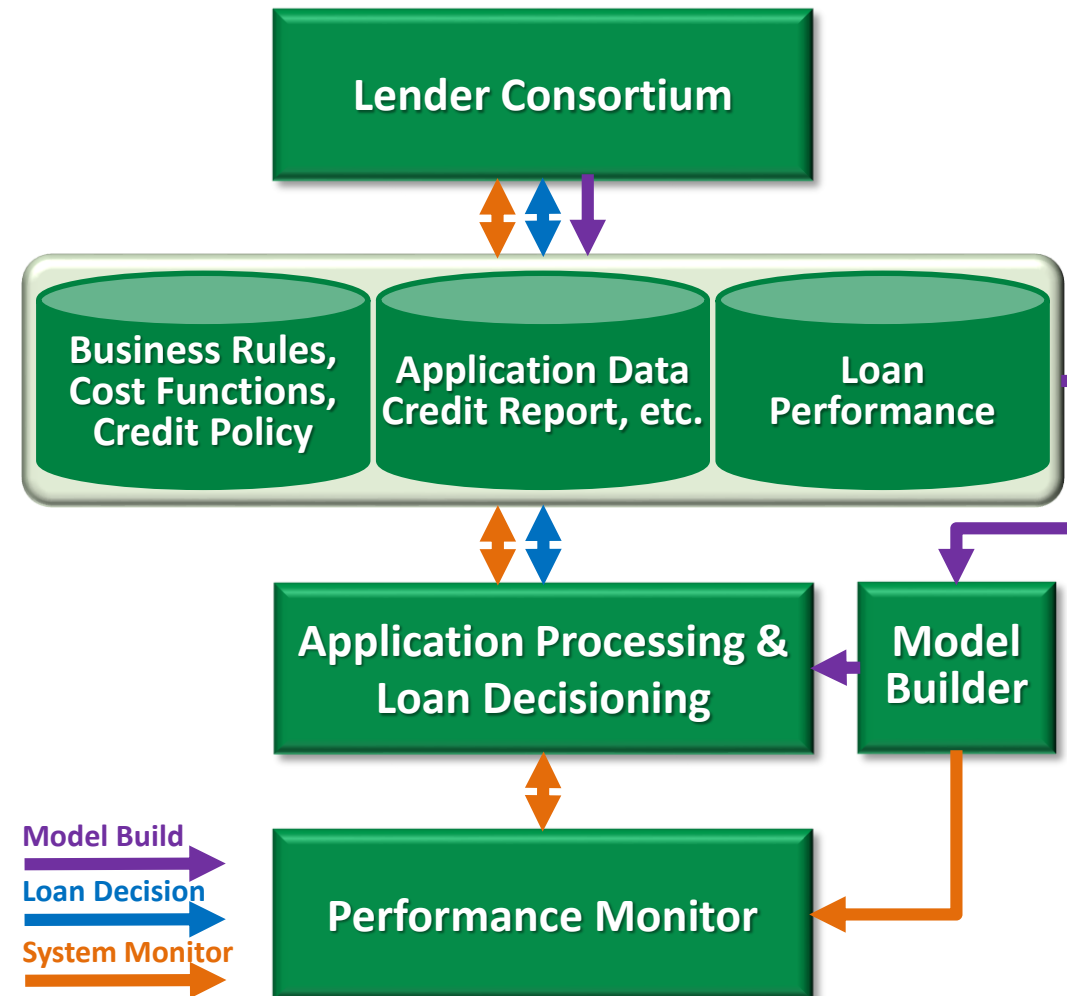 Lender Consortium
Business Rules,
Cost Functions,
Credit Policy
Application Data
Credit Report, etc.
Loan
Performance
Application Processing &
Loan Decisioning
Model
Builder
Performance Monitor
Model Build
Loan Decision
System Monitor